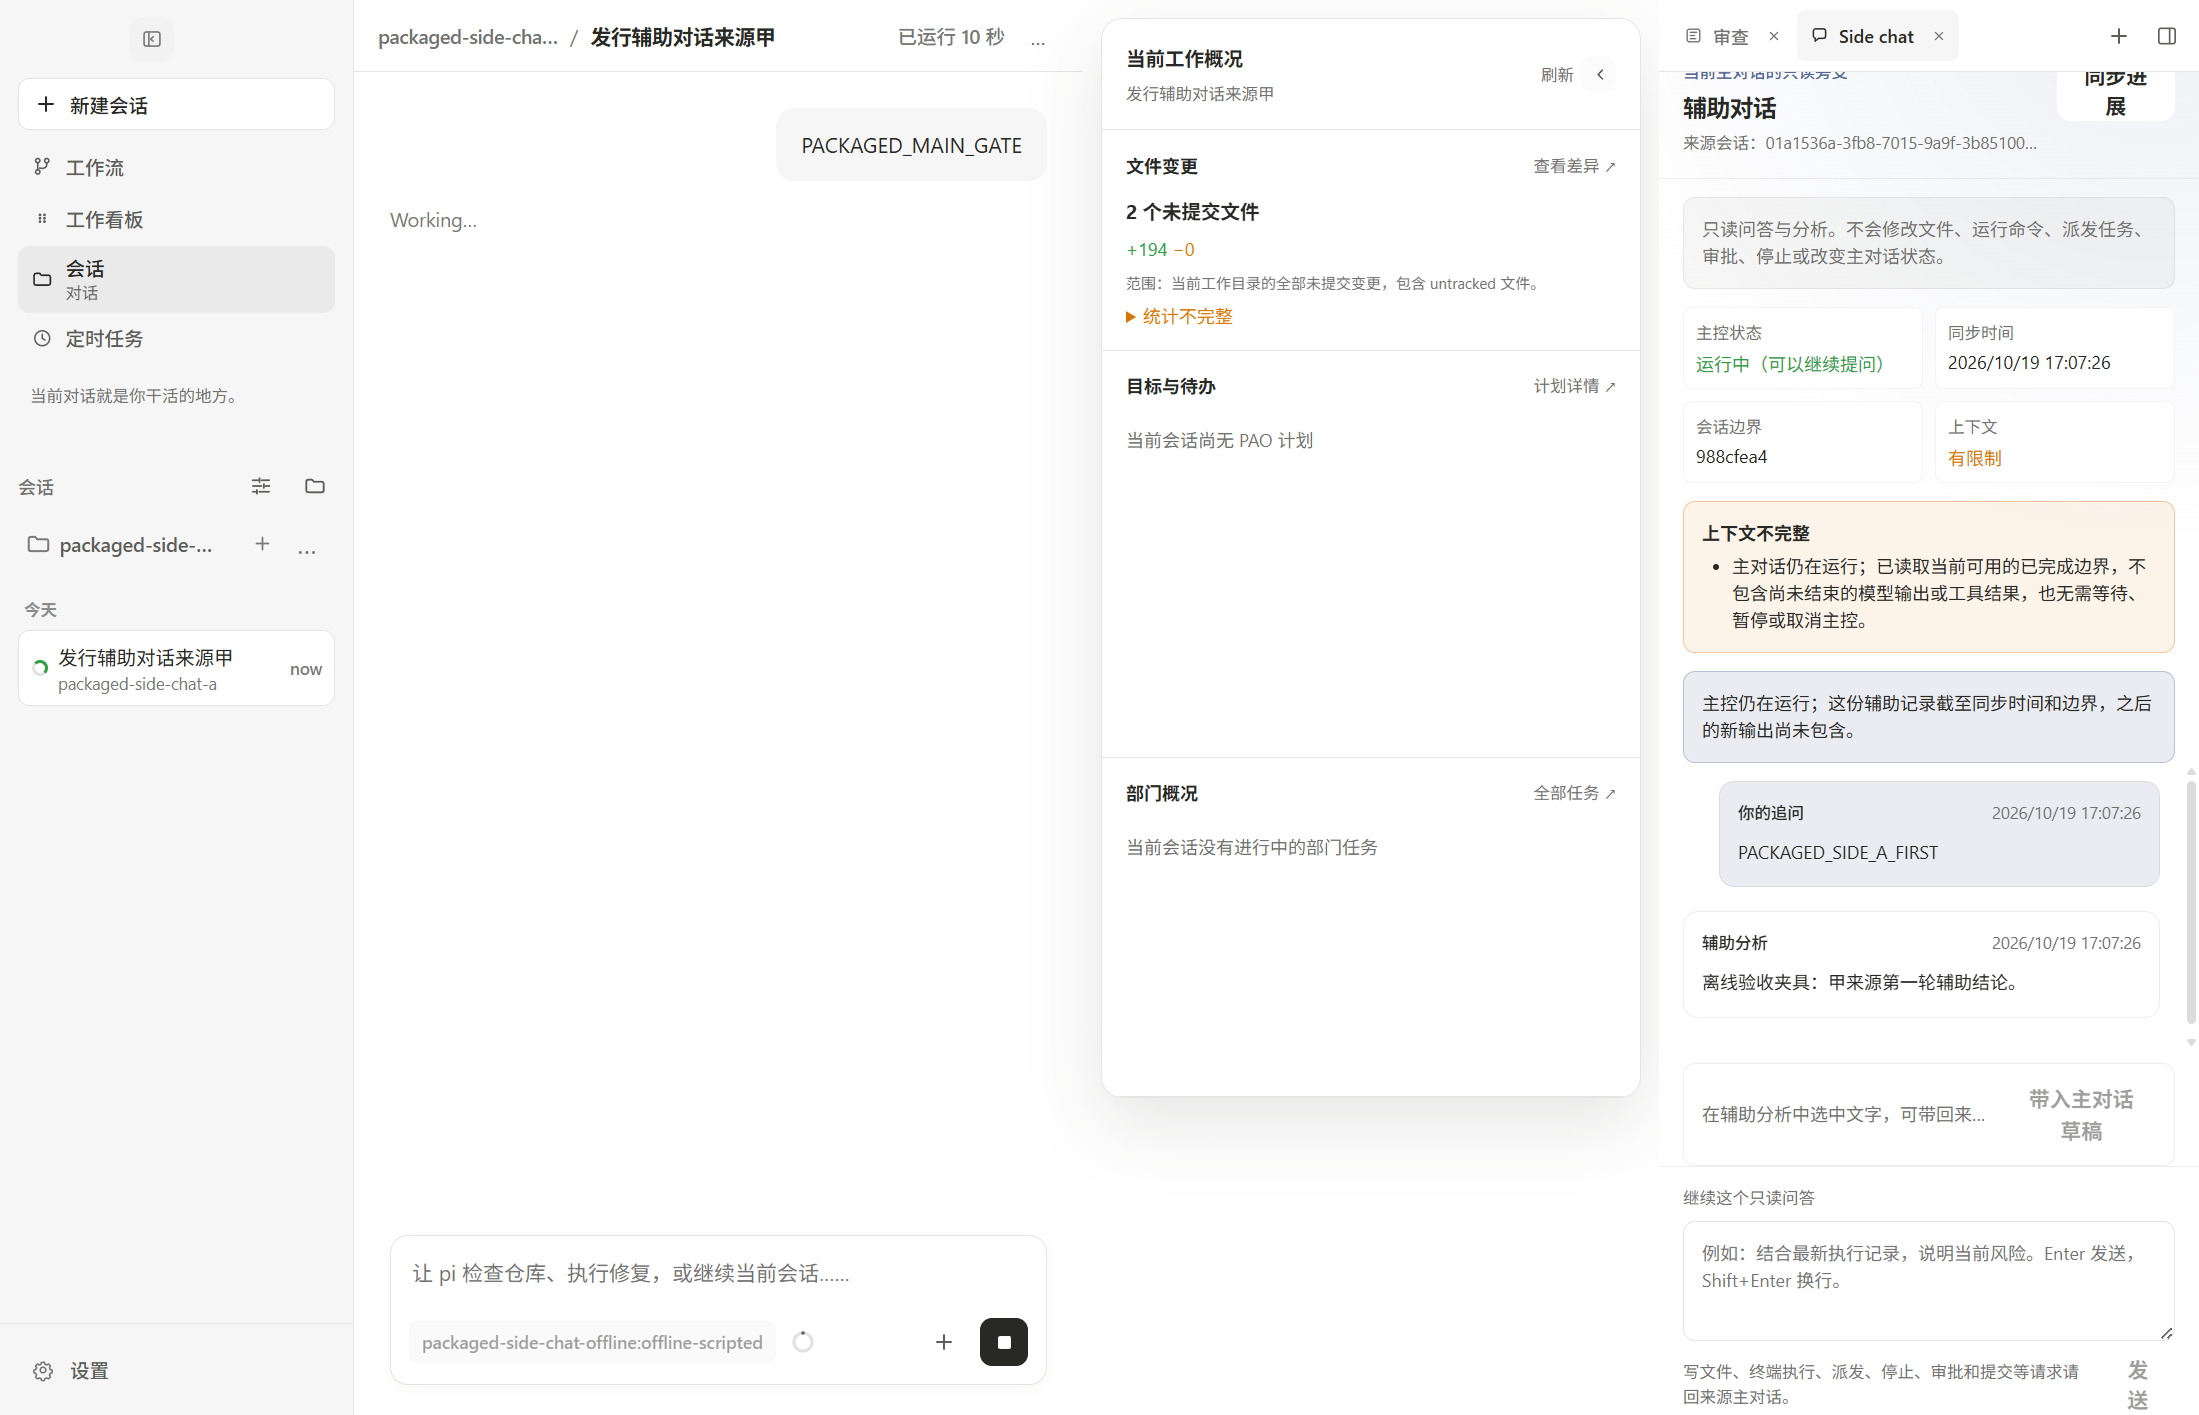 新建会话
工作流
工作看板
会话
对话
定时任务
当前对话就是你干活的地方。
会话
packaged-side-...
...
今天
发行辅助对话来源甲
packaged-side-chat-a
now
设置
packaged-side-cha... / 发行辅助对话来源甲
已运行 10 秒
...
PACKAGED_MAIN_GATE
Working...
让 pi 检查仓库、执行修复，或继续当前会话......
packaged-side-chat-offline:offline-scripted
当前工作概况
发行辅助对话来源甲
刷新
文件变更
查看差异 ↗
2 个未提交文件
+194 −0
范围：当前工作目录的全部未提交变更，包含 untracked 文件。
▶ 统计不完整
目标与待办
计划详情 ↗
当前会话尚无 PAO 计划
部门概况
全部任务 ↗
当前会话没有进行中的部门任务
审查 ×
Side chat ×
当前主对话的只读旁支
辅助对话
来源会话：01a1536a-3fb8-7015-9a9f-3b85100...
同步进
展
只读问答与分析。不会修改文件、运行命令、派发任务、
审批、停止或改变主对话状态。
主控状态
运行中（可以继续提问）
同步时间
2026/10/19 17:07:26
会话边界
988cfea4
上下文
有限制
上下文不完整
• 主对话仍在运行；已读取当前可用的已完成边界，不
包含尚未结束的模型输出或工具结果，也无需等待、
暂停或取消主控。
主控仍在运行；这份辅助记录截至同步时间和边界，之后
的新输出尚未包含。
你的追问
2026/10/19 17:07:26
PACKAGED_SIDE_A_FIRST
辅助分析
2026/10/19 17:07:26
离线验收夹具：甲来源第一轮辅助结论。
在辅助分析中选中文字，可带回来...
带入主对话
草稿
继续这个只读问答
例如：结合最新执行记录，说明当前风险。Enter 发送，
Shift+Enter 换行。
写文件、终端执行、派发、停止、审批和提交等请求请
回来源主对话。
发
送